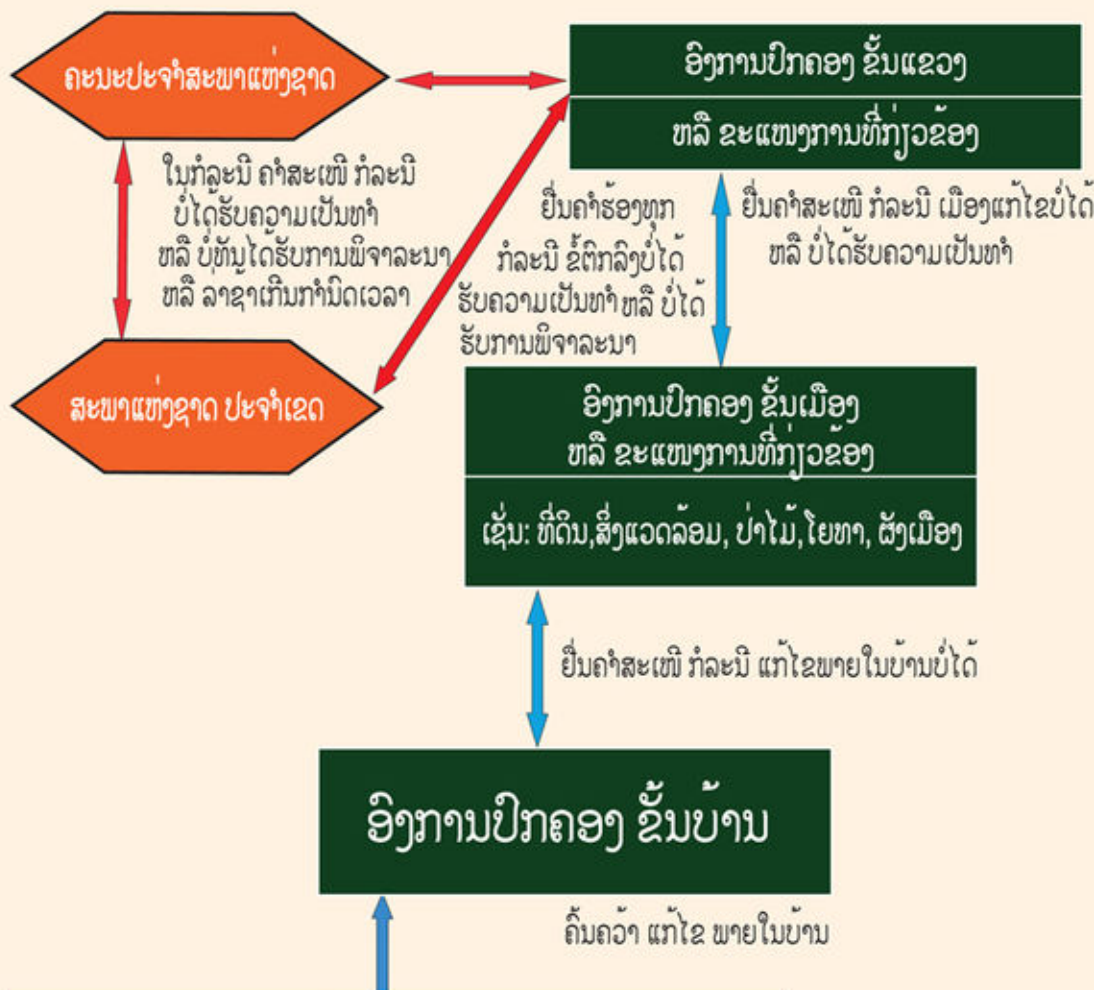 ຄະນະປະຈຳສະພາແຫ່ງຊາດ
ອົງການປົກຄອງ ຂັ້ນແຂວງ
ຫລື ຂະແໜງການທີ່ກ່ຽວຂ້ອງ
ໃນກໍລະນີ ຄຳສະເໜີ ກໍລະນີ
ບໍ່ໄດ້ຮັບຄວາມເປັນທຳ
ຫລື ບໍ່ທັນໄດ້ຮັບການພິຈາລະນາ
ຫລື ລ່າຊ້າເກີນກຳນົດເວລາ
ຍື່ນຄຳຮ້ອງທຸກ
ກໍລະນີ ຂໍ້ຕົກລົງບໍ່ໄດ້
ຮັບຄວາມເປັນທຳ ຫລື ບໍ່ໄດ້
ຮັບການພິຈາລະນາ
ຍື່ນຄຳສະເໜີ ກໍລະນີ ເມືອງແກ້ໄຂບໍ່ໄດ້
ຫລື ບໍ່ໄດ້ຮັບຄວາມເປັນທຳ
ສະພາແຫ່ງຊາດ ປະຈຳເຂດ
ອົງການປົກຄອງ ຂັ້ນເມືອງ
ຫລື ຂະແໜງການທີ່ກ່ຽວຂ້ອງ
ເຊັ່ນ: ທີ່ດິນ,ສິ່ງແວດລ້ອມ, ປ່າໄມ້,ໂຍທາ, ຜັງເມືອງ
ຍື່ນຄຳສະເໜີ ກໍລະນີ ແກ້ໄຂພາຍໃນບ້ານບໍ່ໄດ້
ອົງການປົກຄອງ ຂັ້ນບ້ານ
ຄົ້ນຄວ້າ ແກ້ໄຂ ພາຍໃນບ້ານ